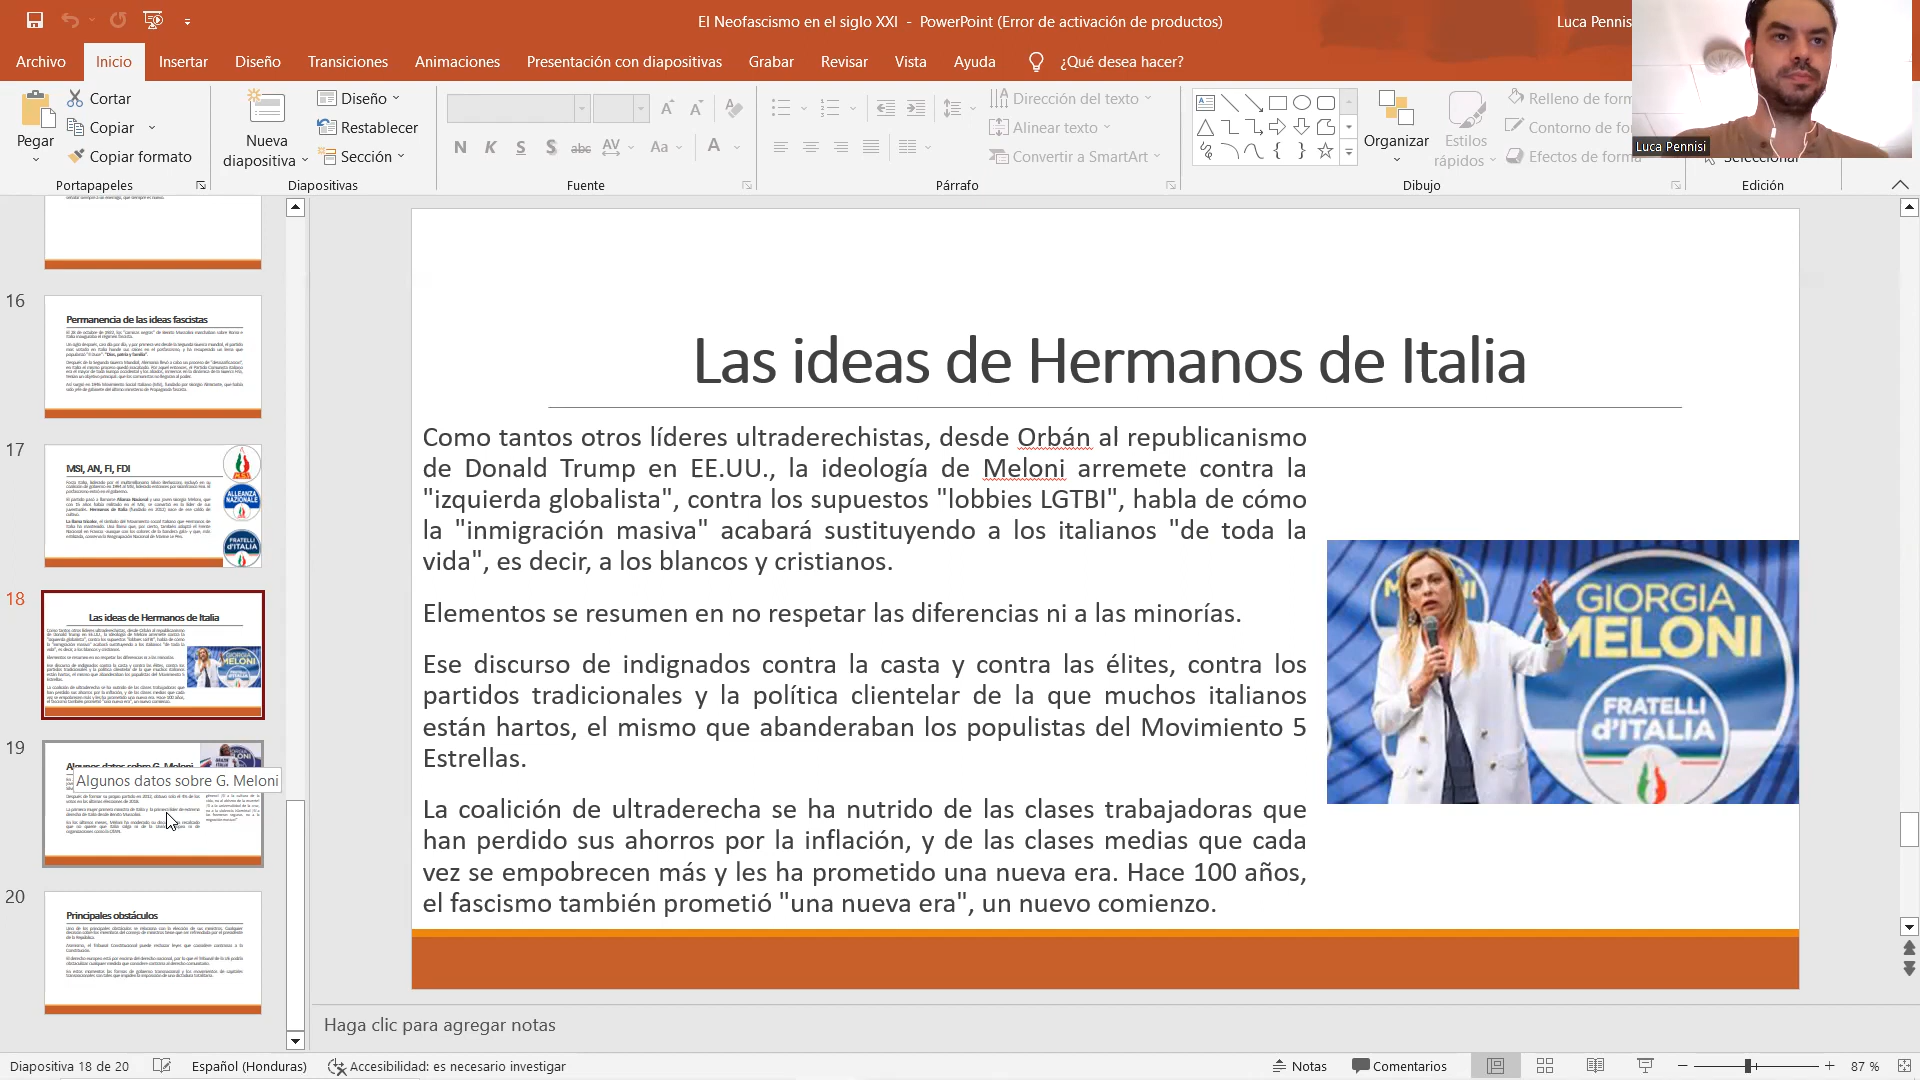 El Neofascismo en el siglo XXI - PowerPoint (Error de activación de productos)
Luca Pennis
Archivo Inicio Insertar Diseño Transiciones Animaciones Presentación con diapositivas Grabar Revisar Vista Ayuda ¿Qué desea hacer?
Pegar
Cortar
Copiar
Copiar formato
Portapapeles
Nueva diapositiva
Diseño
Restablecer
Sección
Diapositivas
N K S S abc AV Aa A
Fuente
Dirección del texto
Alinear texto
Convertir a SmartArt
Párrafo
Organizar
Estilos rápidos
Relleno de form
Contorno de fo
Efectos de forma
Dibujo
Seleccionar
Edición
Luca Pennisi
16
Permanencia de las ideas fascistas
17
MSI, AN, FI, FDI
ALLEANZA
NAZIONALE
FRATELLI
d'ITALIA
18
Las ideas de Hermanos de Italia
19
Algunos datos sobre G. Meloni
20
Principales obstáculos
Las ideas de Hermanos de Italia
Como tantos otros líderes ultraderechistas, desde Orbán al republicanismo
de Donald Trump en EE.UU., la ideología de Meloni arremete contra la
"izquierda globalista", contra los supuestos "lobbies LGTBI", habla de cómo
la "inmigración masiva" acabará sustituyendo a los italianos "de toda la
vida", es decir, a los blancos y cristianos.
Elementos se resumen en no respetar las diferencias ni a las minorías.
Ese discurso de indignados contra la casta y contra las élites, contra los
partidos tradicionales y la política clientelar de la que muchos italianos
están hartos, el mismo que abanderaban los populistas del Movimiento 5
Estrellas.
La coalición de ultraderecha se ha nutrido de las clases trabajadoras que
han perdido sus ahorros por la inflación, y de las clases medias que cada
vez se empobrecen más y les ha prometido una nueva era. Hace 100 años,
el fascismo también prometió "una nueva era", un nuevo comienzo.
GIORGIA
MELONI
FRATELLI
d'ITALIA
Haga clic para agregar notas
Diapositiva 18 de 20 Español (Honduras) Accesibilidad: es necesario investigar Notas Comentarios 87 %